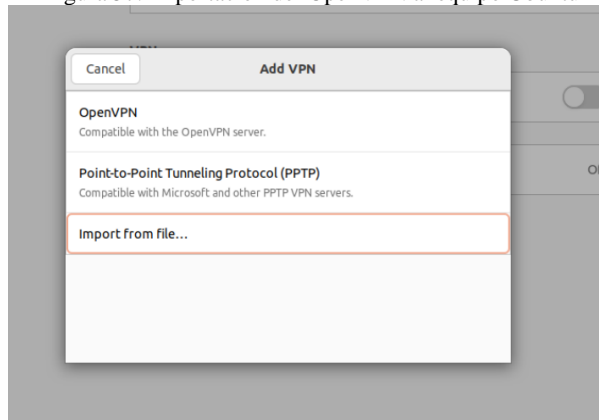 Cancel
Add VPN
OpenVPN
Compatible with the OpenVPN server.
Point-to-Point Tunneling Protocol (PPTP)
Compatible with Microsoft and other PPTP VPN servers.
Import from file...